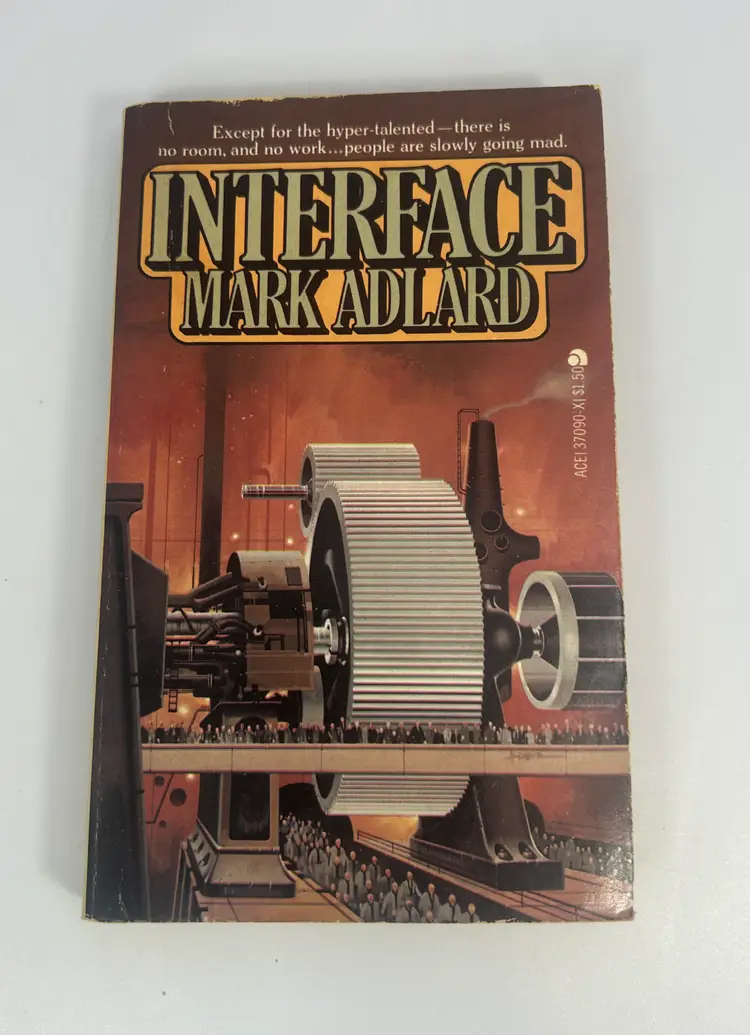 Except for the hyper-talented—there is
no room, and no work...people are slowly going mad.
INTERFACE
MARK ADLARD
ACE | 37090-X | $1.50